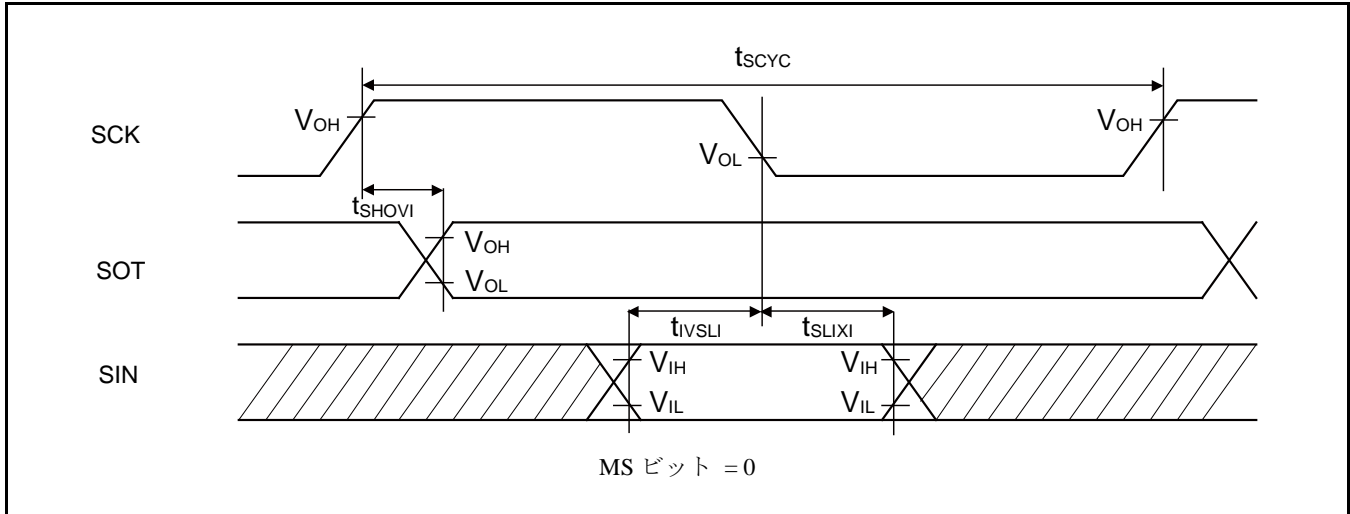 tSCYC
SCK
VOH
VOL
VOH
tSHOVI
SOT
VOH
VOL
tIVSLI
tSLIXI
SIN
VIH
VIL
VIH
VIL
MS ビット =0